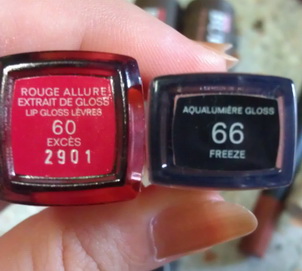 ROUGE ALLURE
EXTRAIT DE GLOSS
LIP GLOSS LÈVRES
60
EXCÈS
2901
AQUALUMIÈRE GLOSS
66
FREEZE